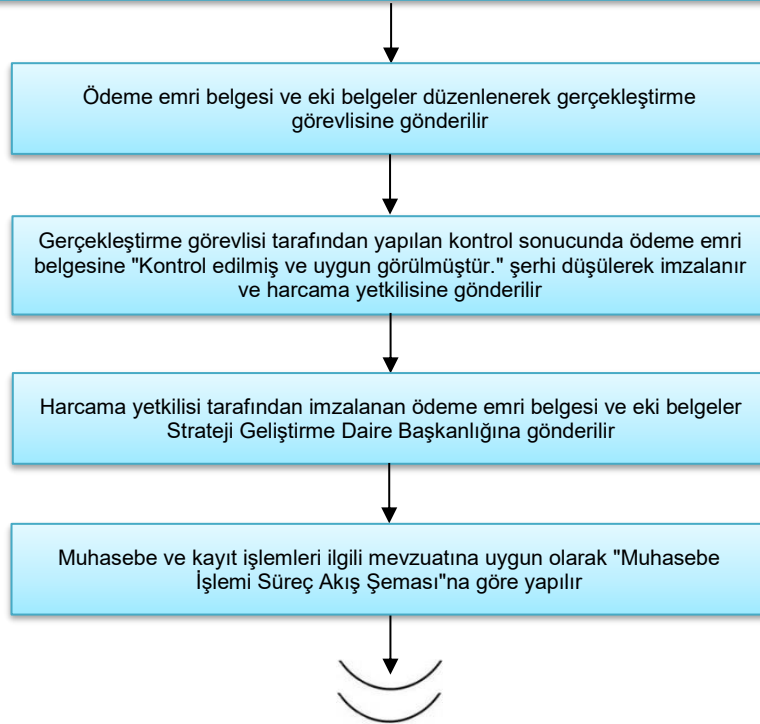 Ödeme emri belgesi ve eki belgeler düzenlenerek gerçekleştirme
görevlisine gönderilir
Gerçekleştirme görevlisi tarafından yapılan kontrol sonucunda ödeme emri
belgesine "Kontrol edilmiş ve uygun görülmüştür." şerhi düşülerek imzalanır
ve harcama yetkilisine gönderilir
Harcama yetkilisi tarafından imzalanan ödeme emri belgesi ve eki belgeler
Strateji Geliştirme Daire Başkanlığına gönderilir
Muhasebe ve kayıt işlemleri ilgili mevzuatına uygun olarak "Muhasebe
İşlemi Süreç Akış Şeması"na göre yapılır